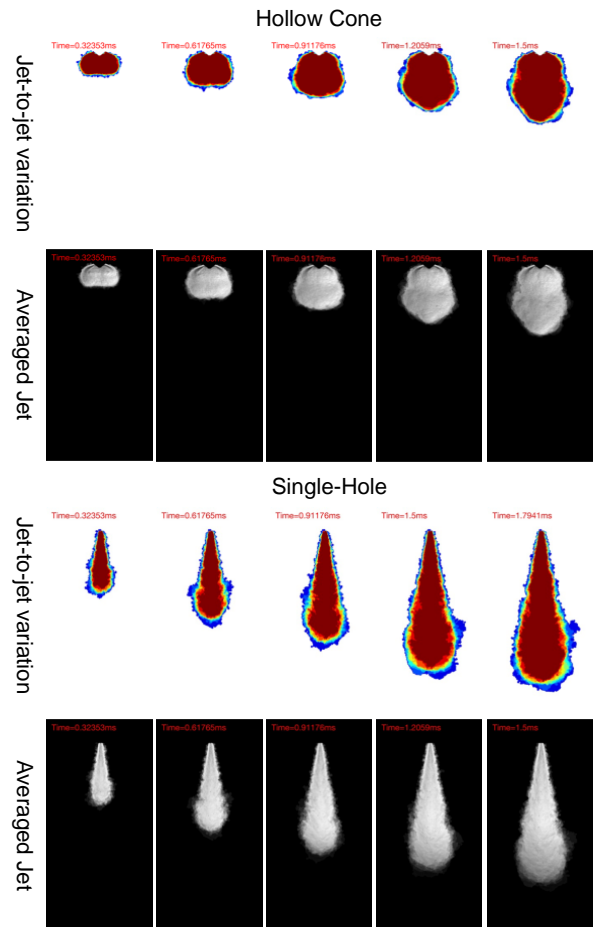 Hollow Cone
Jet-to-jet variation
Time=0.32353ms
Time=0.61765ms
Time=0.91176ms
Time=1.2059ms
Time=1.5ms
Averaged Jet
Time=0.32353ms
Time=0.61765ms
Time=0.91176ms
Time=1.2059ms
Time=1.5ms
Single-Hole
Jet-to-jet variation
Time=0.32353ms
Time=0.61765ms
Time=0.91176ms
Time=1.5ms
Time=1.7941ms
Averaged Jet
Time=0.32353ms
Time=0.61765ms
Time=0.91176ms
Time=1.2059ms
Time=1.5ms